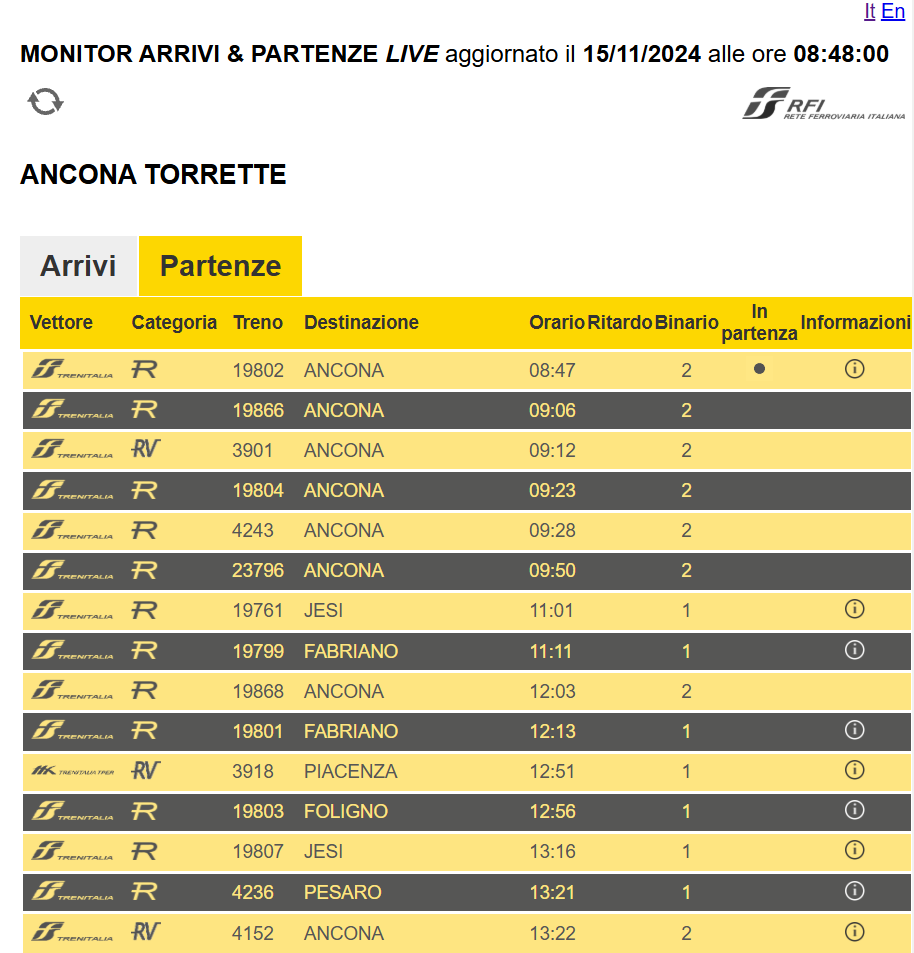 It En
MONITOR ARRIVI & PARTENZE LIVE aggiornato il 15/11/2024 alle ore 08:48:00
RFI
RETE FERROVIARIA ITALIANA
ANCONA TORRETTE
Arrivi Partenze
Vettore Categoria Treno Destinazione Orario Ritardo Binario In partenza Informazioni
TRENITALIA R 19802 ANCONA 08:47 2
TRENITALIA R 19866 ANCONA 09:06 2
TRENITALIA RV 3901 ANCONA 09:12 2
TRENITALIA R 19804 ANCONA 09:23 2
TRENITALIA R 4243 ANCONA 09:28 2
TRENITALIA R 23796 ANCONA 09:50 2
TRENITALIA R 19761 JESI 11:01 1
TRENITALIA R 19799 FABRIANO 11:11 1
TRENITALIA R 19868 ANCONA 12:03 2
TRENITALIA R 19801 FABRIANO 12:13 1
TRENITALIA TPER RV 3918 PIACENZA 12:51 1
TRENITALIA R 19803 FOLIGNO 12:56 1
TRENITALIA R 19807 JESI 13:16 1
TRENITALIA R 4236 PESARO 13:21 1
TRENITALIA RV 4152 ANCONA 13:22 2